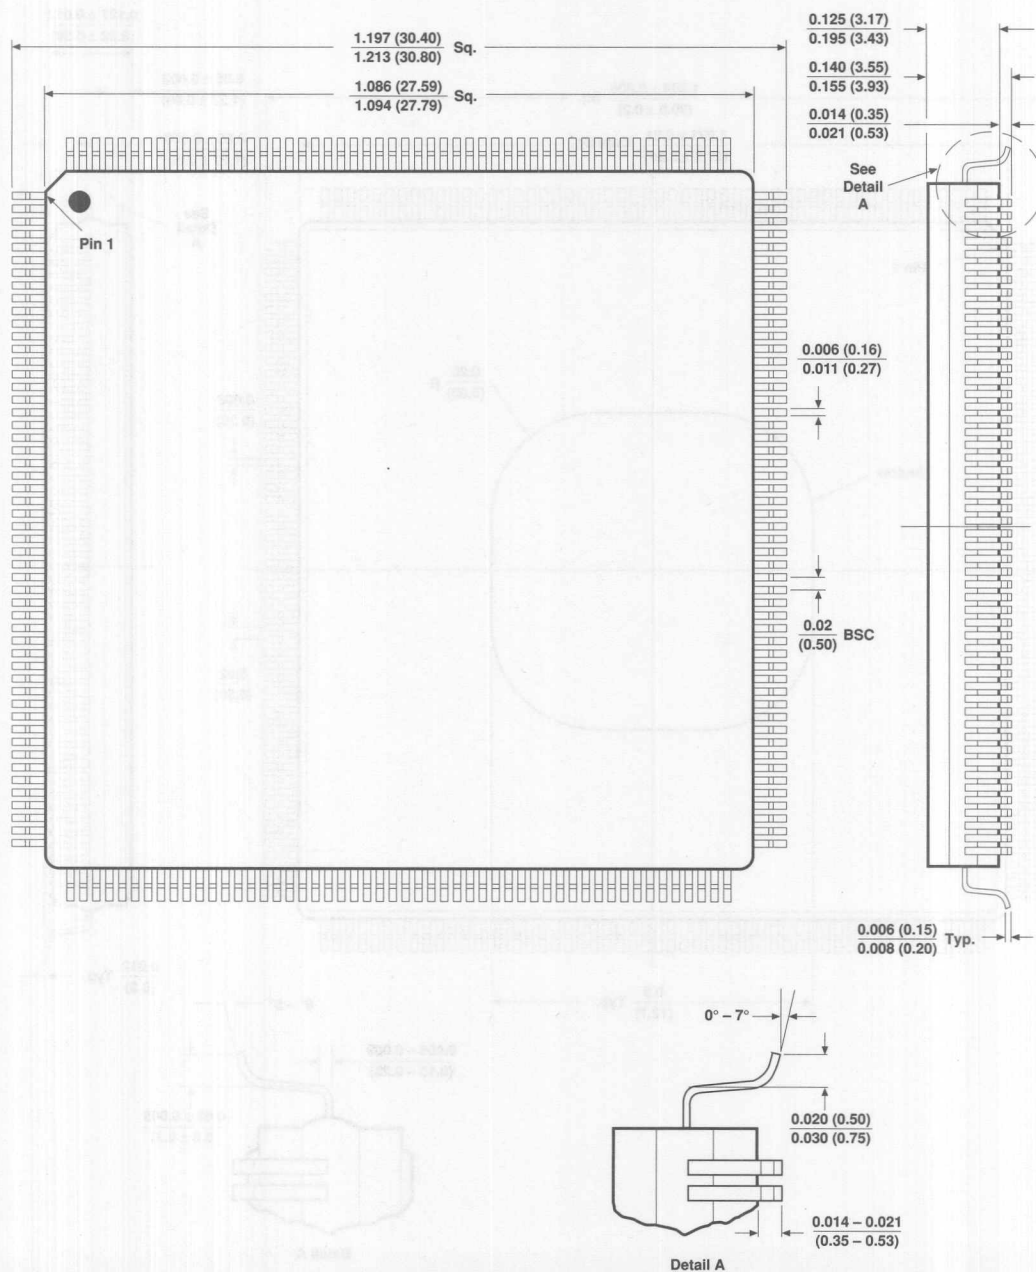 1.197 (30.40)
1.213 (30.80) Sq.
1.086 (27.59)
1.094 (27.79) Sq.
0.125 (3.17)
0.195 (3.43)
0.140 (3.55)
0.155 (3.93)
0.014 (0.35)
0.021 (0.53)
See
Detail
A
Pin 1
0.006 (0.16)
0.011 (0.27)
0.02
(0.50) BSC
0.006 (0.15)
0.008 (0.20) Typ.
0° – 7°
0.020 (0.50)
0.030 (0.75)
0.014 – 0.021
(0.35 – 0.53)
Detail A